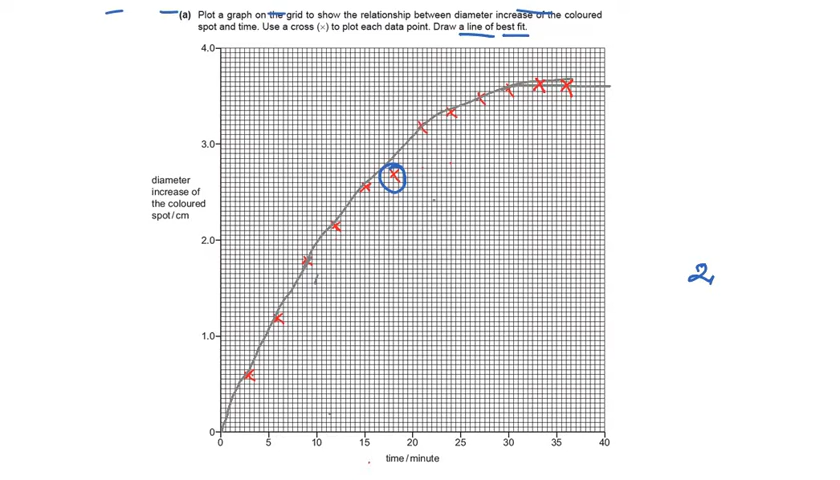 (a) Plot a graph on the grid to show the relationship between diameter increase of the coloured
spot and time. Use a cross (×) to plot each data point. Draw a line of best fit.
4.0
3.0
diameter
increase of
the coloured
spot / cm
2.0
2
1.0
0
0 5 10 15 20 25 30 35 40
time / minute